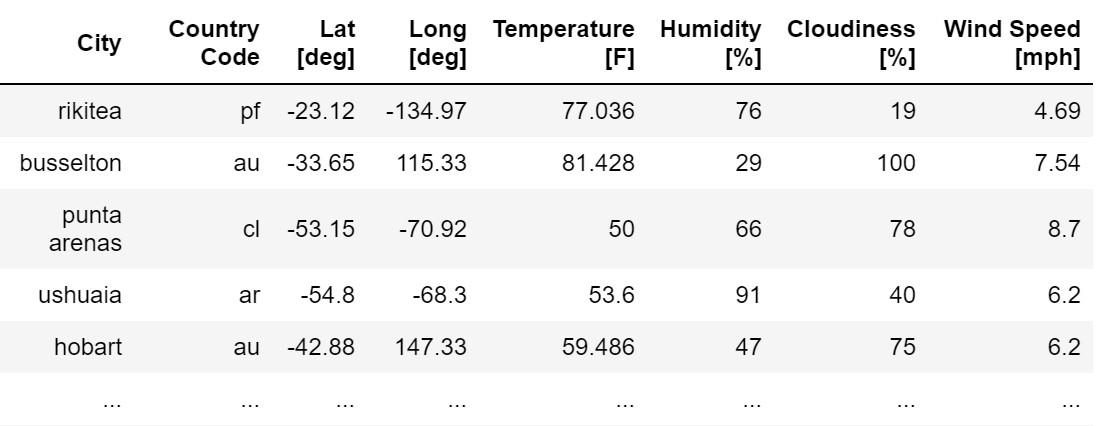 City Country Code Lat [deg] Long [deg] Temperature [F] Humidity [%] Cloudiness [%] Wind Speed [mph]
rikitea pf -23.12 -134.97 77.036 76 19 4.69
busselton au -33.65 115.33 81.428 29 100 7.54
punta arenas cl -53.15 -70.92 50 66 78 8.7
ushuaia ar -54.8 -68.3 53.6 91 40 6.2
hobart au -42.88 147.33 59.486 47 75 6.2
... ... ... ... ... ... ... ...